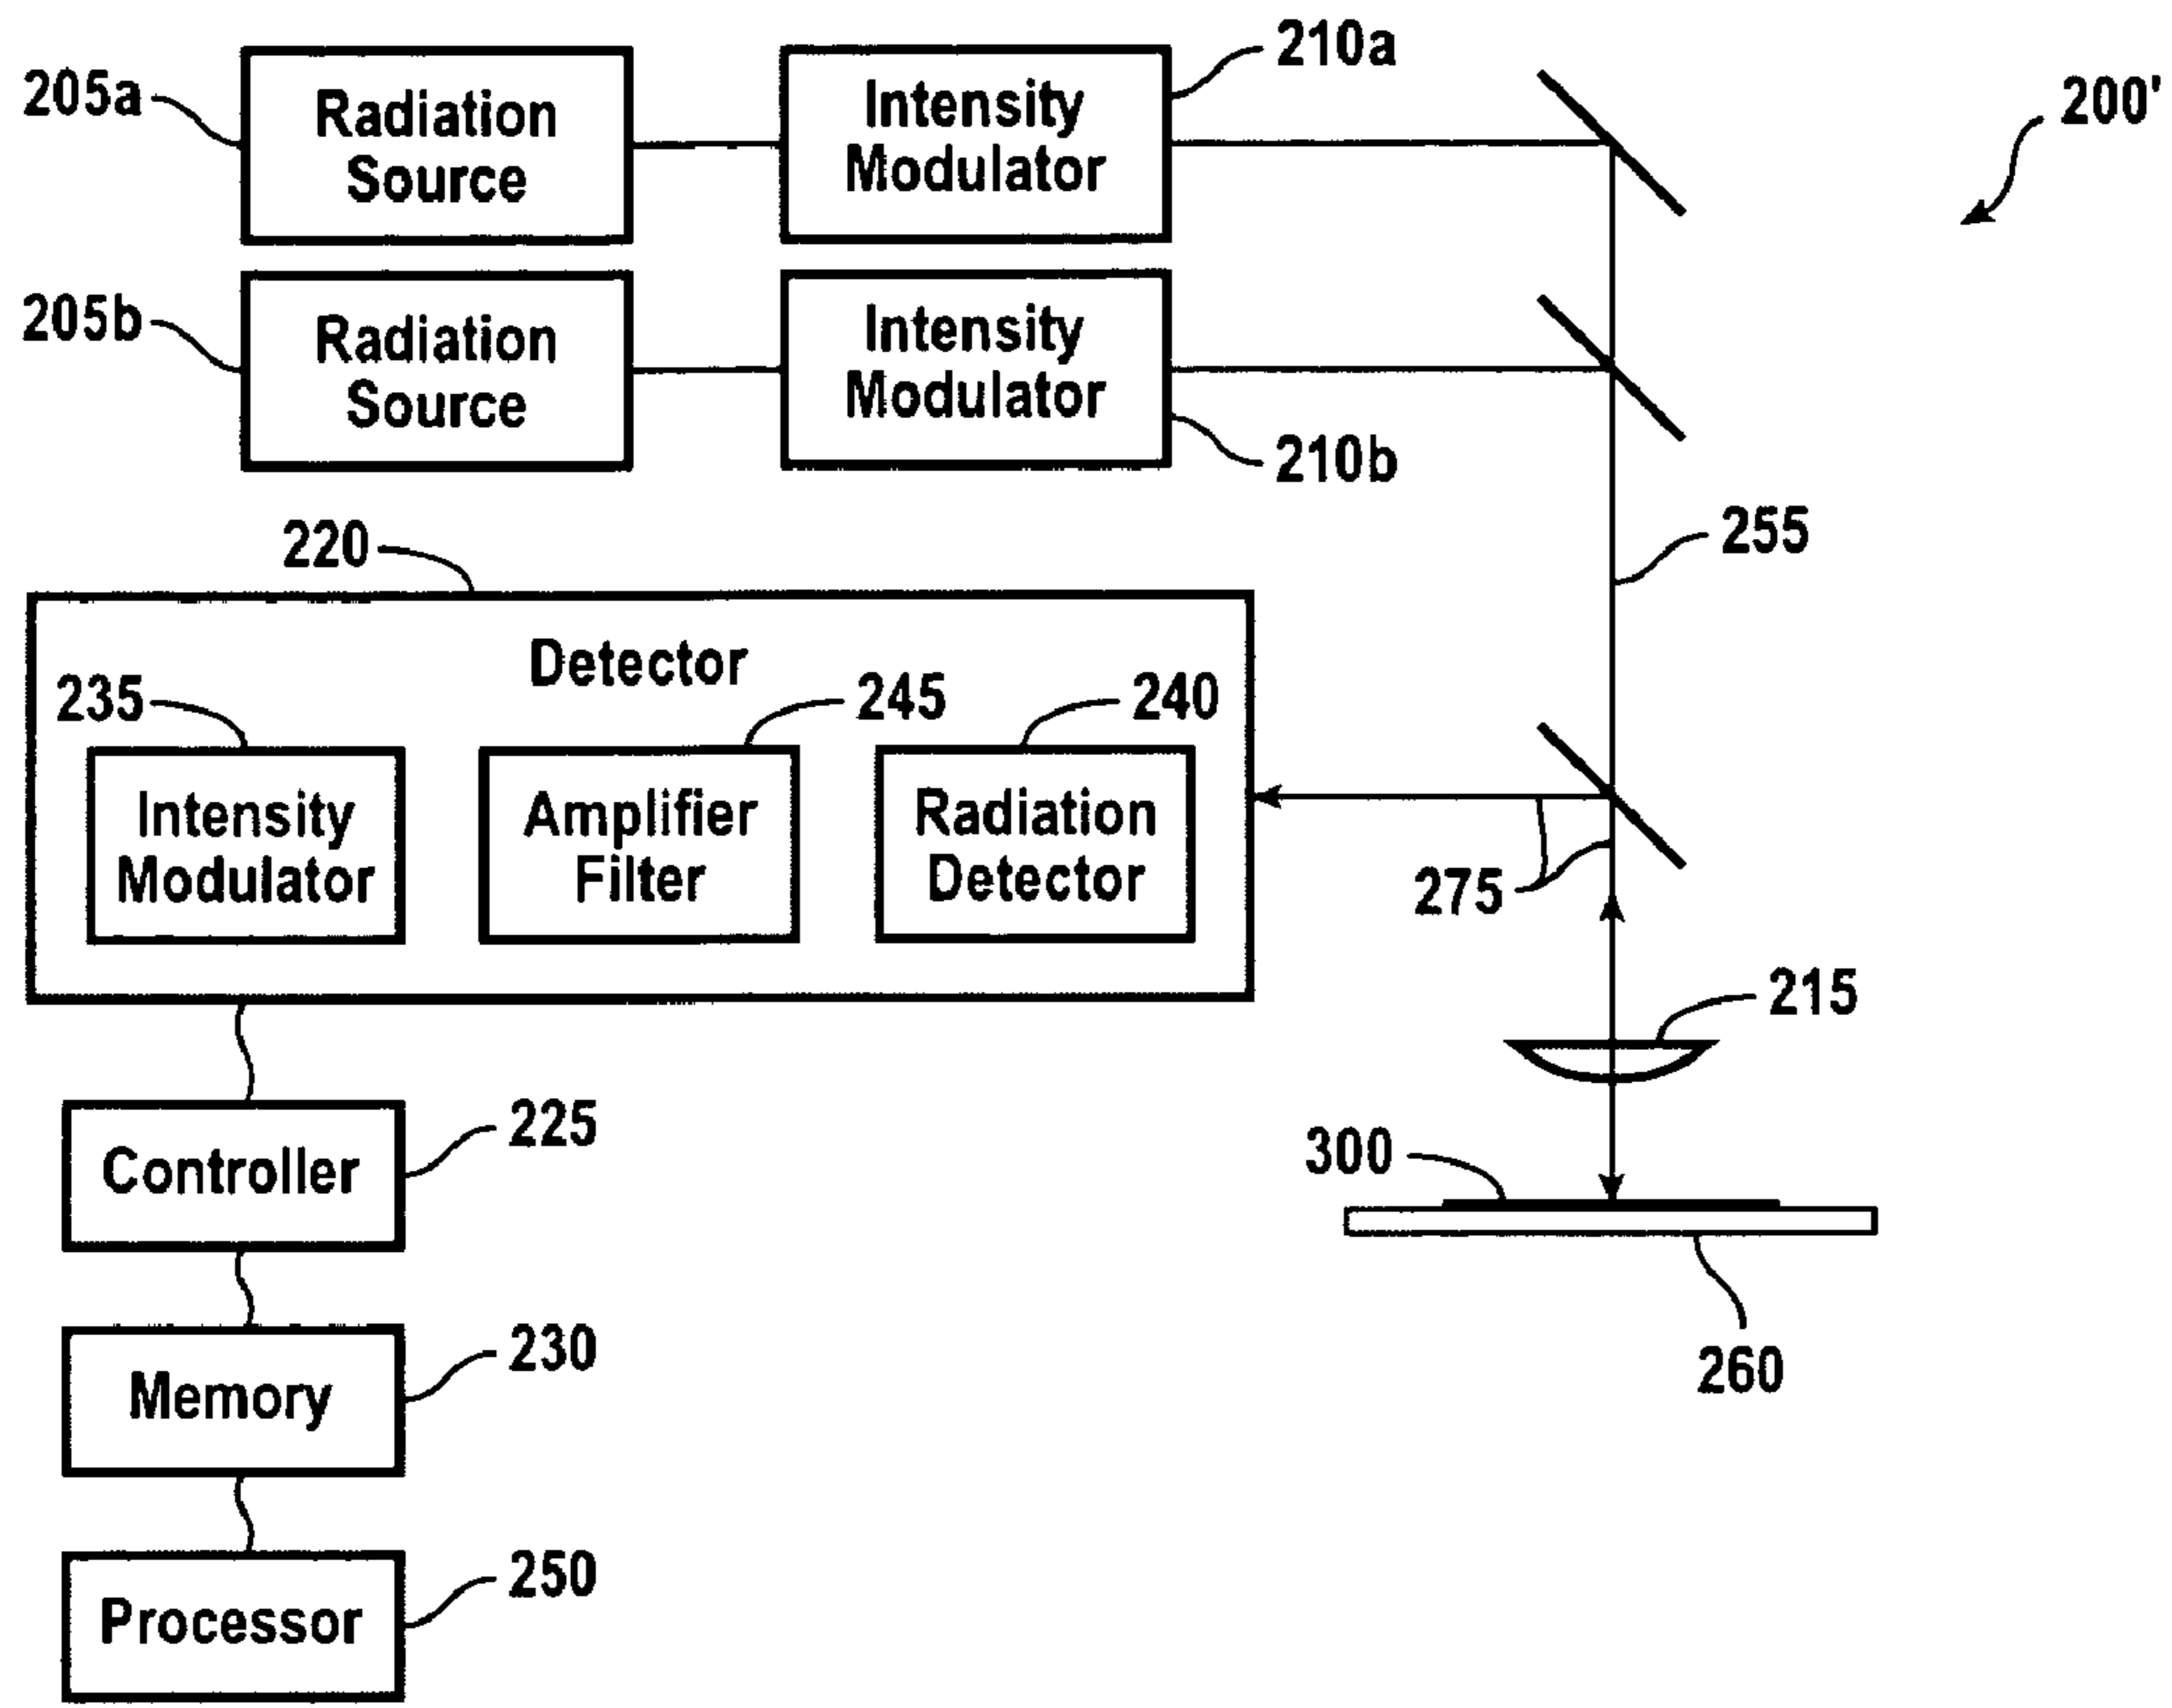 205a
Radiation
Source
Intensity
Modulator
210a
200'
205b
Radiation
Source
Intensity
Modulator
210b
255
220
Detector
235
245
240
Intensity
Modulator
Amplifier
Filter
Radiation
Detector
275
215
Controller
225
300
260
Memory
230
Processor
250